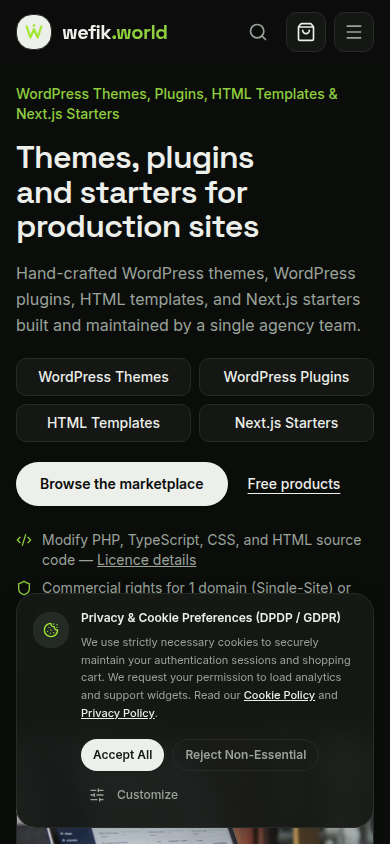 wefik.world
WordPress Themes, Plugins, HTML Templates &
Next.js Starters
Themes, plugins
and starters for
production sites
Hand-crafted WordPress themes, WordPress
plugins, HTML templates, and Next.js starters
built and maintained by a single agency team.
WordPress Themes
WordPress Plugins
HTML Templates
Next.js Starters
Browse the marketplace
Free products
Modify PHP, TypeScript, CSS, and HTML source
code — Licence details
Commercial rights for 1 domain (Single-Site) or
Privacy & Cookie Preferences (DPDP / GDPR)
We use strictly necessary cookies to securely
maintain your authentication sessions and shopping
cart. We request your permission to load analytics
and support widgets. Read our Cookie Policy and
Privacy Policy.
Accept All
Reject Non-Essential
Customize